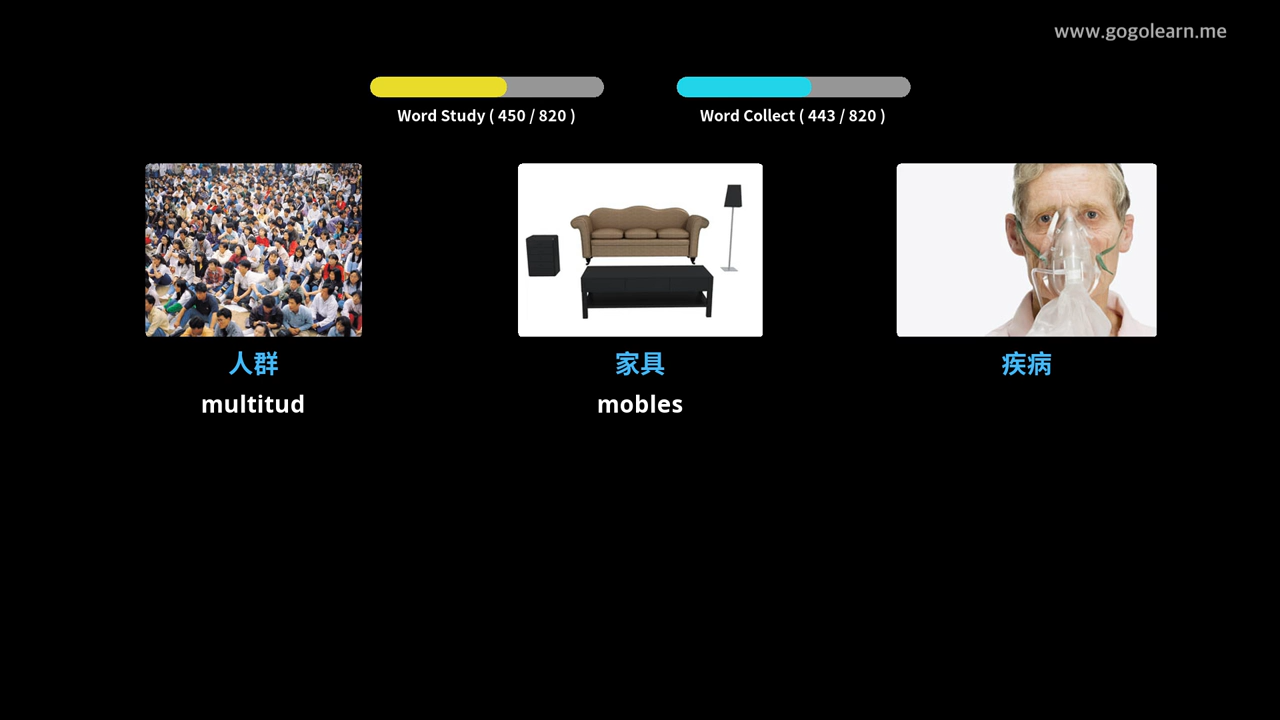 www.gogolearn.me
Word Study ( 450 / 820 )
Word Collect ( 443 / 820 )
人群
家具
疾病
multitud
mobles